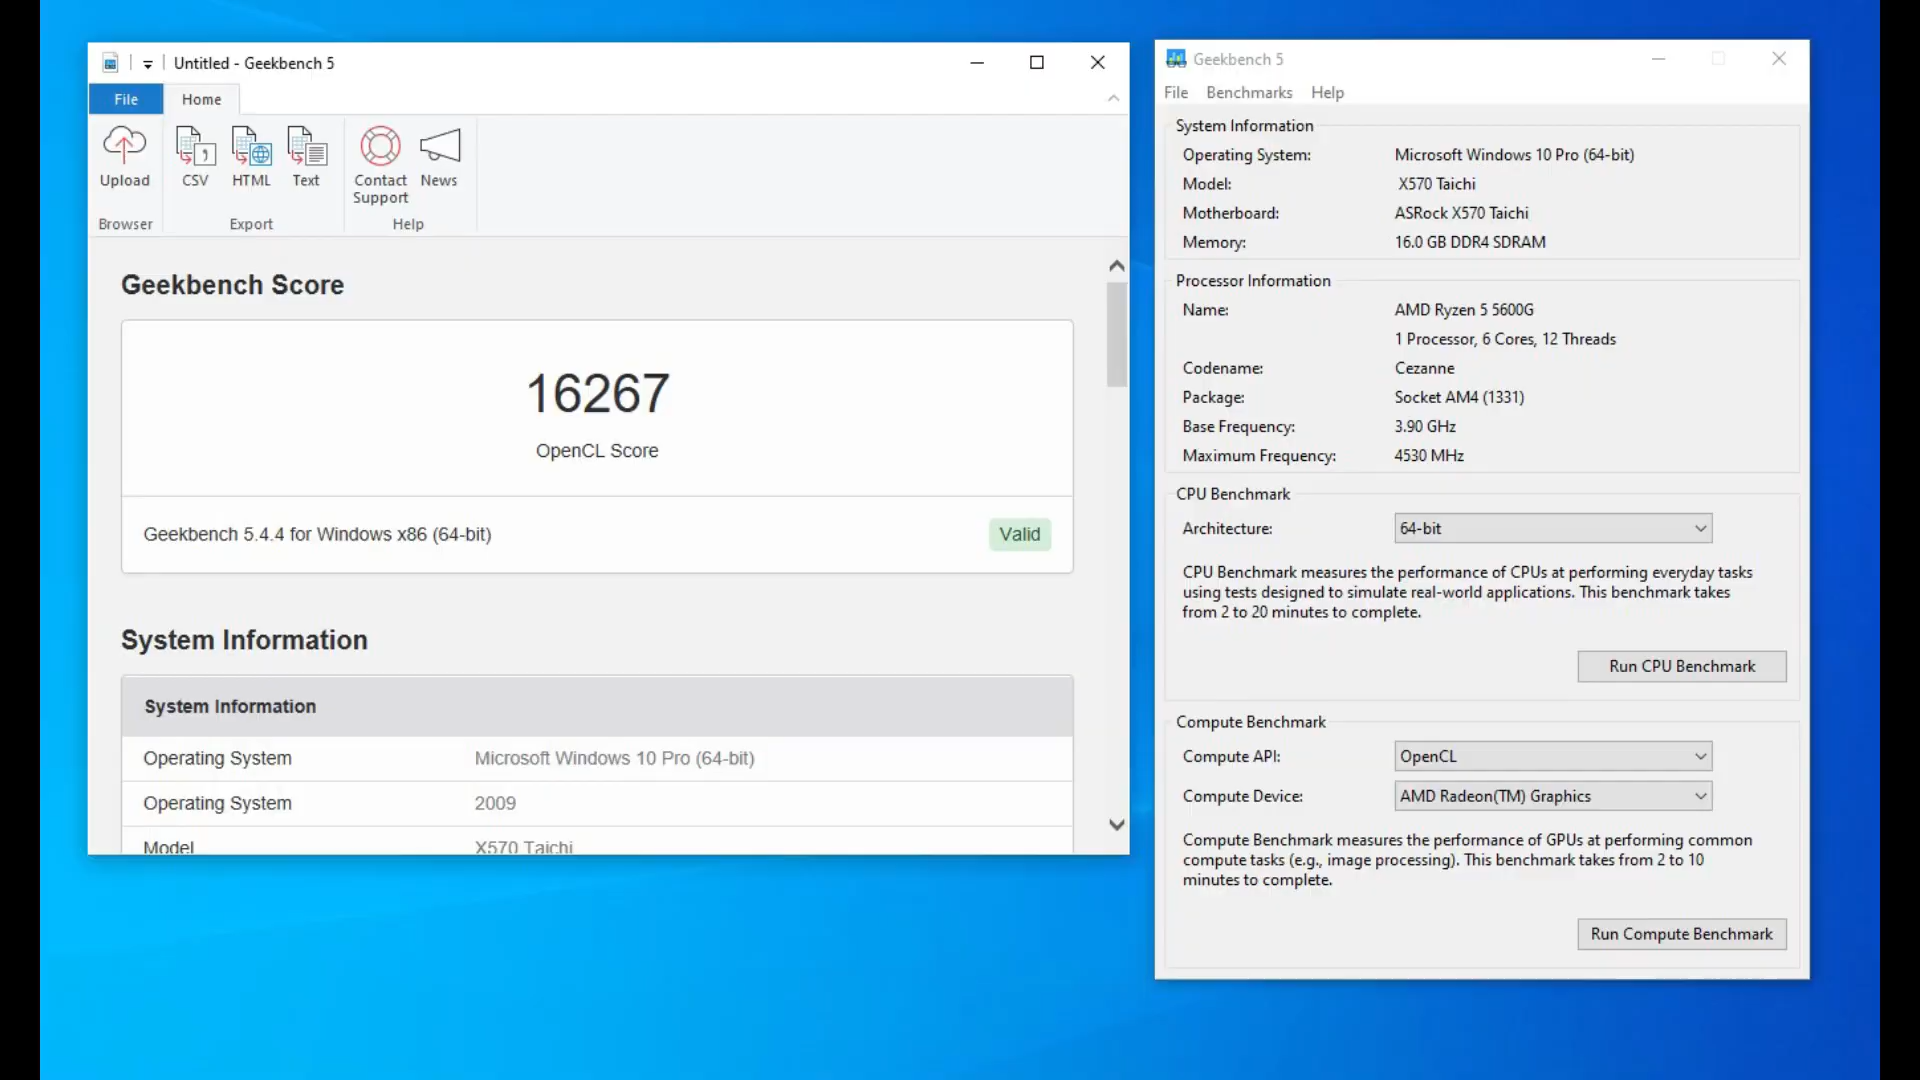 Untitled - Geekbench 5
File
Home
Upload
CSV
HTML
Text
Contact
Support
News
Browser
Export
Help
Geekbench Score
16267
OpenCL Score
Geekbench 5.4.4 for Windows x86 (64-bit)
Valid
System Information
System Information
Operating System Microsoft Windows 10 Pro (64-bit)
Operating System 2009
Model X570 Taichi
Geekbench 5
File Benchmarks Help
System Information
Operating System: Microsoft Windows 10 Pro (64-bit)
Model: X570 Taichi
Motherboard: ASRock X570 Taichi
Memory: 16.0 GB DDR4 SDRAM
Processor Information
Name: AMD Ryzen 5 5600G
1 Processor, 6 Cores, 12 Threads
Codename: Cezanne
Package: Socket AM4 (1331)
Base Frequency: 3.90 GHz
Maximum Frequency: 4530 MHz
CPU Benchmark
Architecture: 64-bit
CPU Benchmark measures the performance of CPUs at performing everyday tasks
using tests designed to simulate real-world applications. This benchmark takes
from 2 to 20 minutes to complete.
Run CPU Benchmark
Compute Benchmark
Compute API: OpenCL
Compute Device: AMD Radeon(TM) Graphics
Compute Benchmark measures the performance of GPUs at performing common
compute tasks (e.g., image processing). This benchmark takes from 2 to 10
minutes to complete.
Run Compute Benchmark